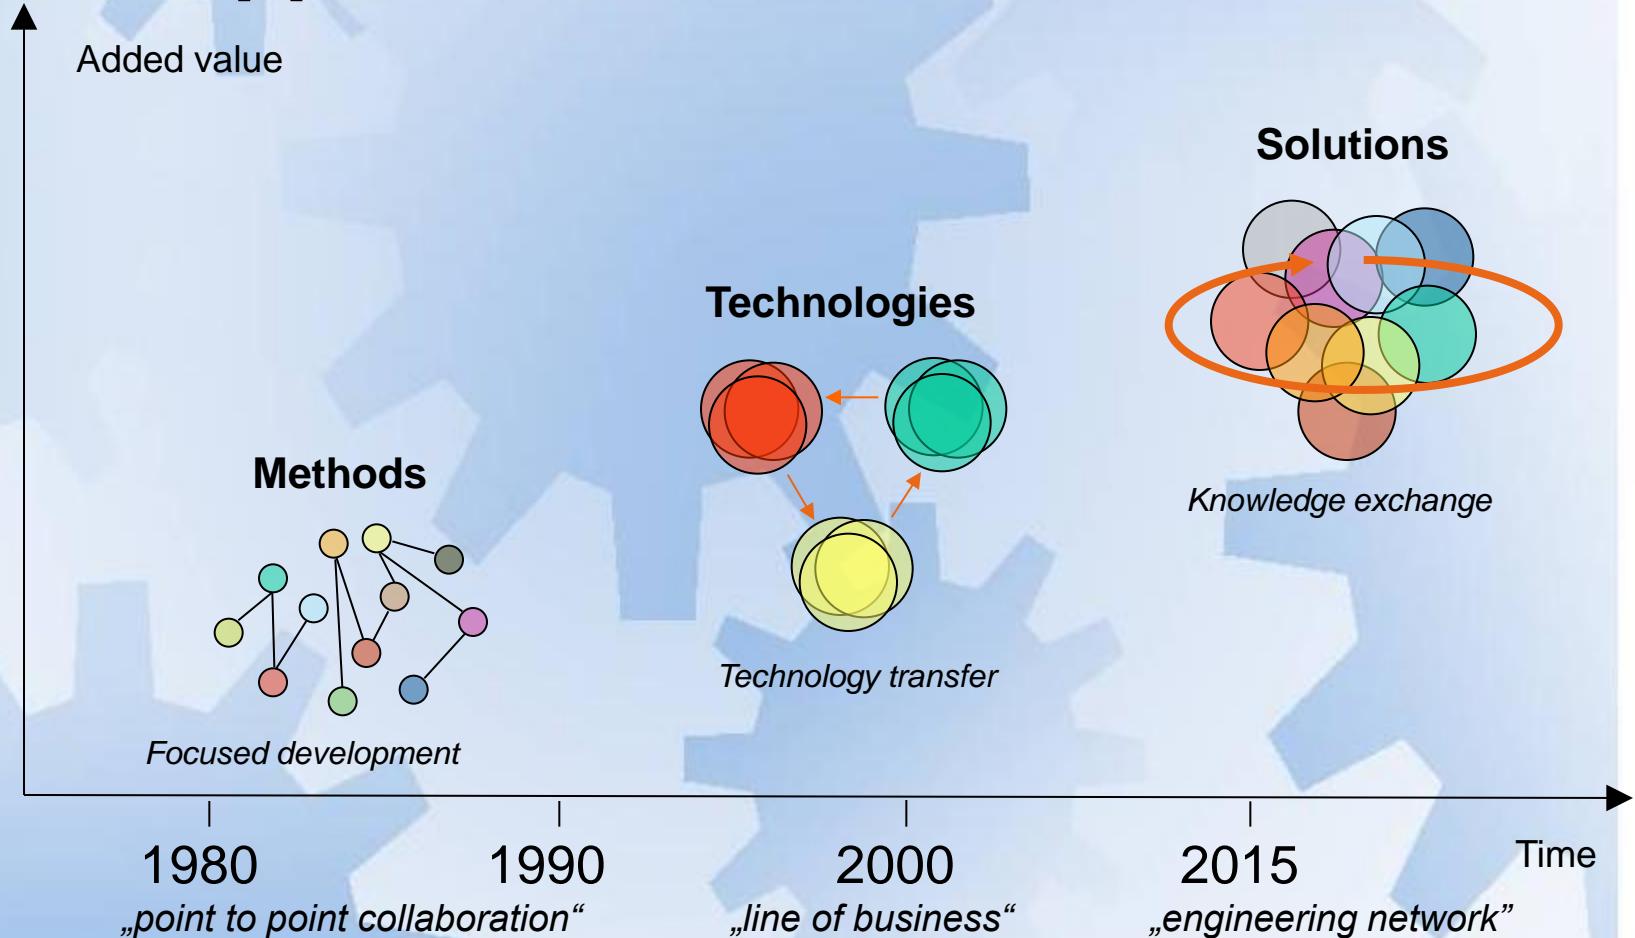 Added value
Solutions
Technologies
Methods
Knowledge exchange
Technology transfer
Focused development
1980 1990 2000 2015 Time
„point to point collaboration“ „line of business“ „engineering network”